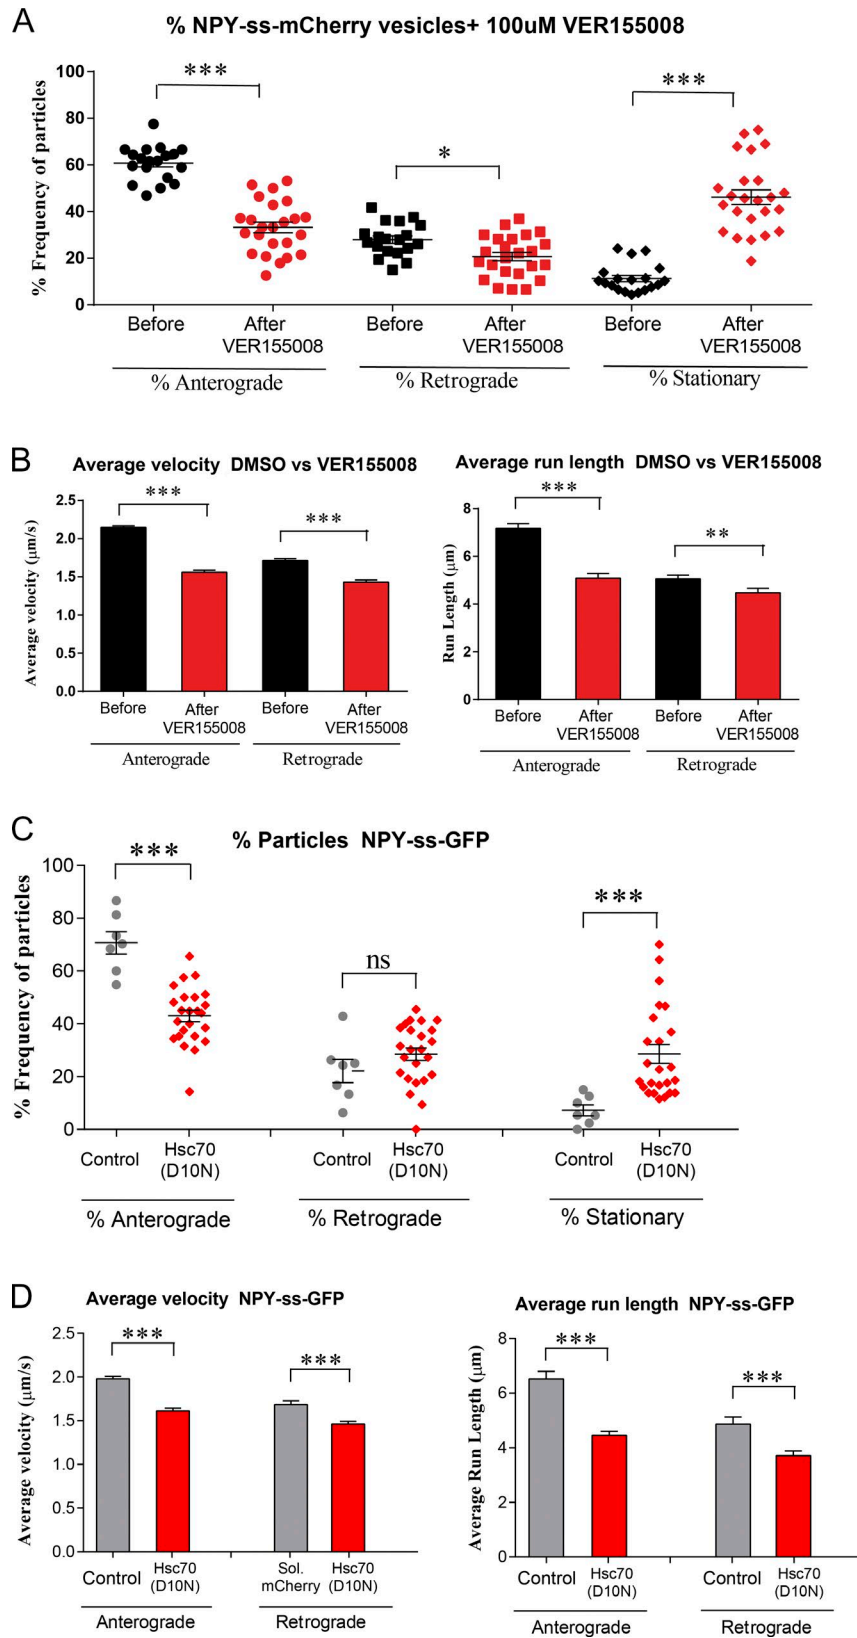 A
% NPY-ss-mCherry vesicles+ 100uM VER155008
% Frequency of particles
100
80
60
40
20
0
***
*
***
Before
After
VER155008
Before
After
VER155008
Before
After
VER155008
% Anterograde
% Retrograde
% Stationary
B
Average velocity DMSO vs VER155008
Average velocity (μm/s)
2.5
2.0
1.5
1.0
0.5
0.0
***
***
Before
After
VER155008
Before
After
VER155008
Anterograde
Retrograde
Average run length DMSO vs VER155008
Run Length (μm)
8
6
4
2
0
***
**
Before
After
VER155008
Before
After
VER155008
Anterograde
Retrograde
C
% Particles NPY-ss-GFP
% Frequency of particles
100
80
60
40
20
0
***
ns
***
Control
Hsc70
(D10N)
Control
Hsc70
(D10N)
Control
Hsc70
(D10N)
% Anterograde
% Retrograde
% Stationary
D
Average velocity NPY-ss-GFP
Average velocity (μm/s)
2.5
2.0
1.5
1.0
0.5
0.0
***
***
Control
Hsc70
(D10N)
Sol.
mCherry
Hsc70
(D10N)
Anterograde
Retrograde
Average run length NPY-ss-GFP
Average Run Length (μm)
8
6
4
2
0
***
***
Control
Hsc70
(D10N)
Control
Hsc70
(D10N)
Anterograde
Retrograde